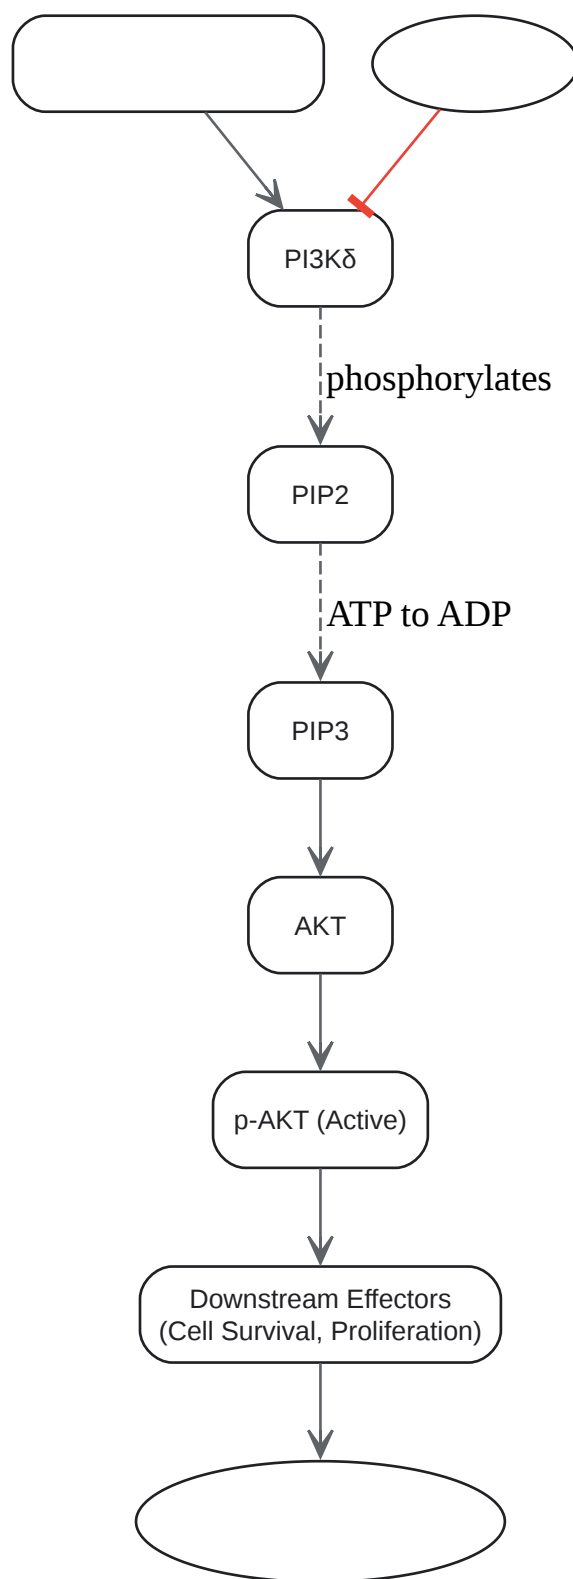 PI3Kδ
phosphorylates
PIP2
ATP to ADP
PIP3
AKT
p-AKT (Active)
Downstream Effectors
(Cell Survival, Proliferation)